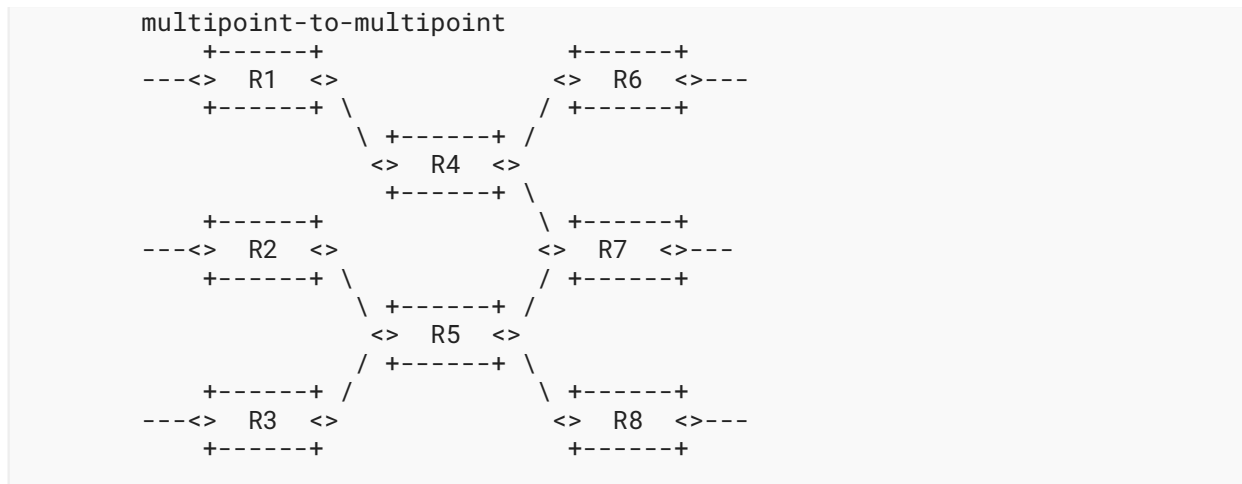 multipoint-to-multipoint
     +------+                 +------+
 ---<>  R1  <>               <>  R6  <>---
     +------+ \             / +------+
               \ +------+ /
                <>  R4  <>
                 +------+ \
     +------+              \ +------+
 ---<>  R2  <>             <>  R7  <>---
     +------+ \            / +------+
               \ +------+ /
                <>  R5  <>
               / +------+ \
     +------+ /            \ +------+
 ---<>  R3  <>              <>  R8  <>---
     +------+                 +------+